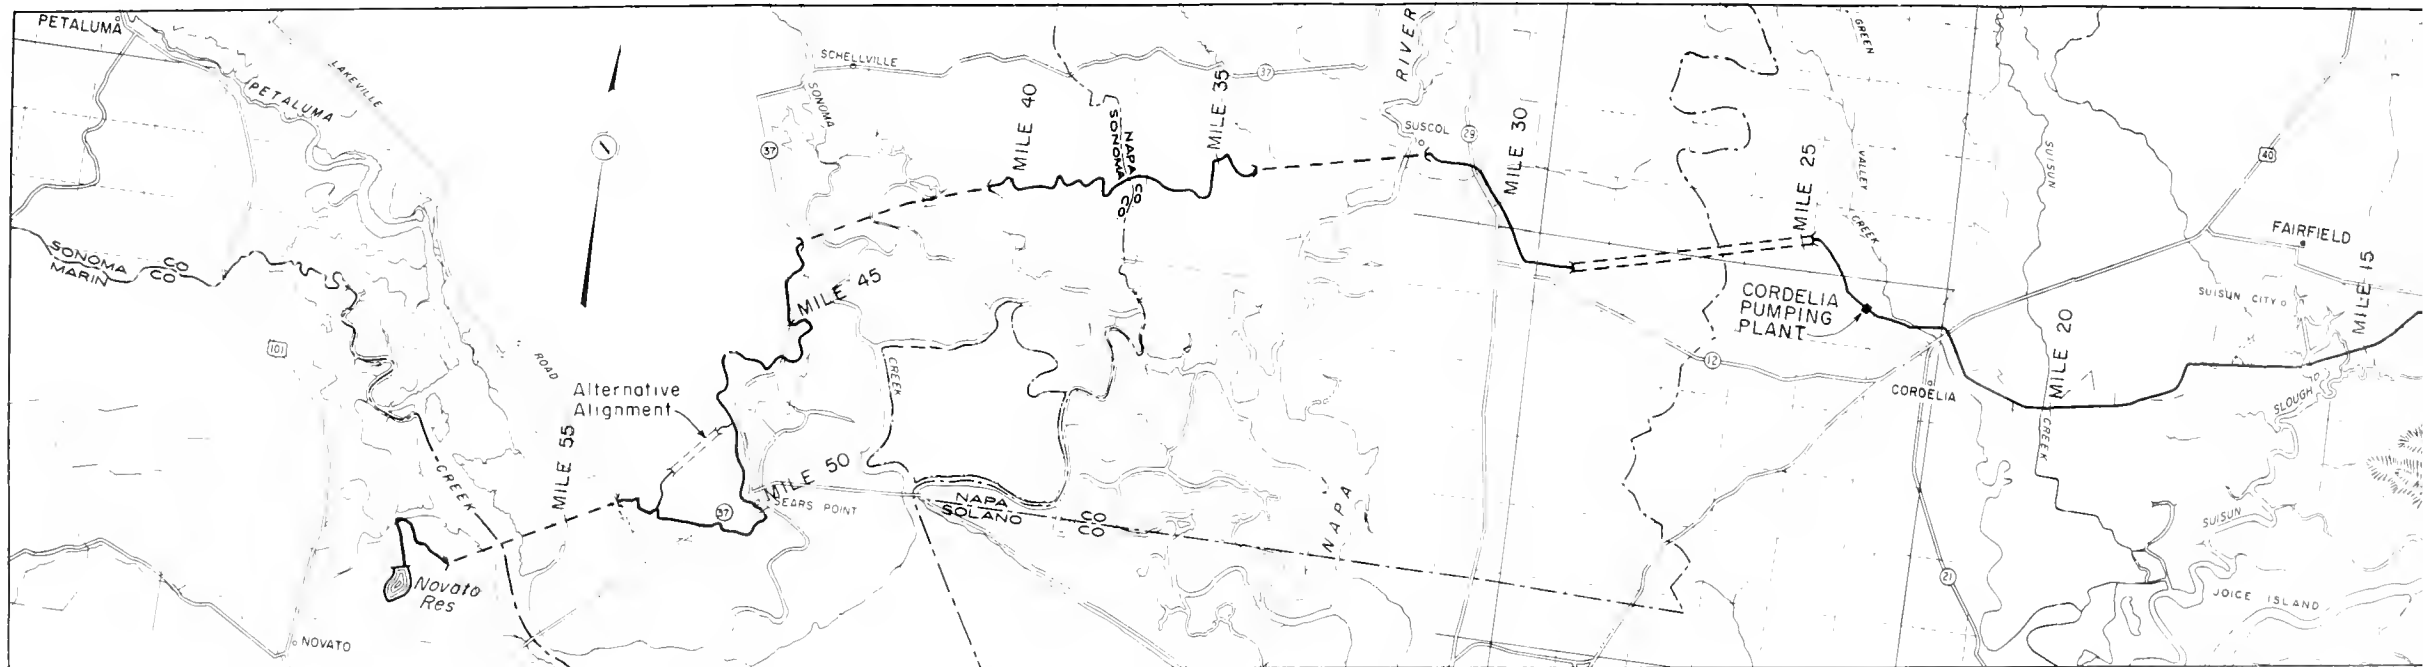 PETALUMA
LAKEVILLE
PETALUMA
SCHELLVILLE
SONOMA
37
MILE 40
NAPA CO
SONOMA CO
MILE 35
37
RIVER
SUSCOL
29
MILE 30
GREEN
VALLEY
CREEK
MILE 25
SUISUN
40
FAIRFIELD
SONOMA CO
MARIN CO
101
ROAD
MILE 45
CORDELIA
PUMPING
PLANT
SUISUN CITY
MILE 15
MILE 20
12
CORDELIA
CREEK
SLOUGH
Alternative
Alignment
CREEK
MILE 55
CREEK
MILE 50
SEARS POINT
37
NAPA CO
SOLANO CO
NAPA
SUISUN
21
JOICE ISLAND
Novato
Res
NOVATO